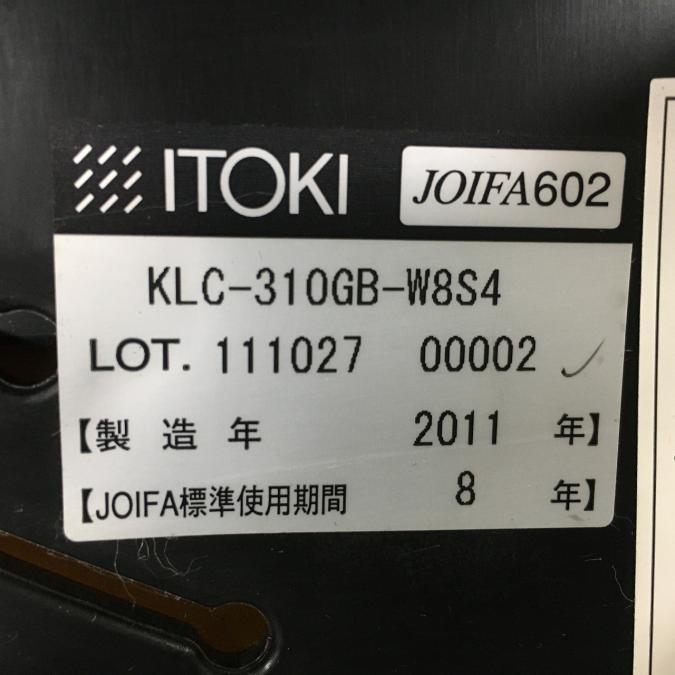 ITOKI JOIFA602
KLC-310GB-W8S4
LOT. 111027 00002
【製造年 2011 年】
【JOIFA標準使用期間 8 年】